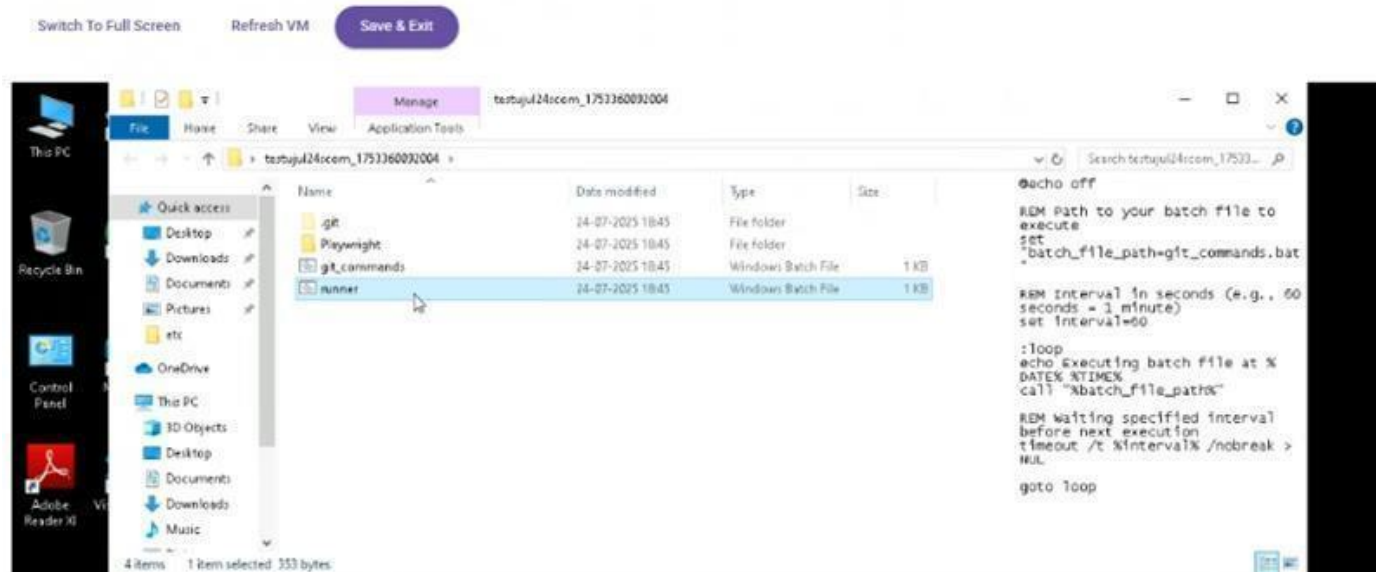 Switch To Full Screen
Refresh VM
Save & Exit
Manage
testujul24scem_1753360092004
File
Home
Share
View
Application Tools
testujul24scem_1753360092004
Search testujul24scem_17533...
This PC
Recycle Bin
Control
Panel
Adobe
Reader XI
Vi
Quick access
Desktop
Downloads
Documents
Pictures
etc
OneDrive
This PC
3D Objects
Desktop
Documents
Downloads
Music
Name
Date modified
Type
Size
.git
24-07-2025 18:45
File folder
Playwright
24-07-2025 18:45
File folder
git_commands
24-07-2025 18:45
Windows Batch File
1 KB
runner
24-07-2025 18:45
Windows Batch File
1 KB
@echo off
REM Path to your batch file to
execute
set
"batch_file_path=git_commands.bat
"
REM Interval in seconds (e.g., 60
seconds = 1 minute)
set interval=60
:loop
echo Executing batch file at %
DATE% %TIME%
call "%batch_file_path%"
REM Waiting specified interval
before next execution
timeout /t %interval% /nobreak >
NUL
goto loop
4 items
1 item selected 353 bytes